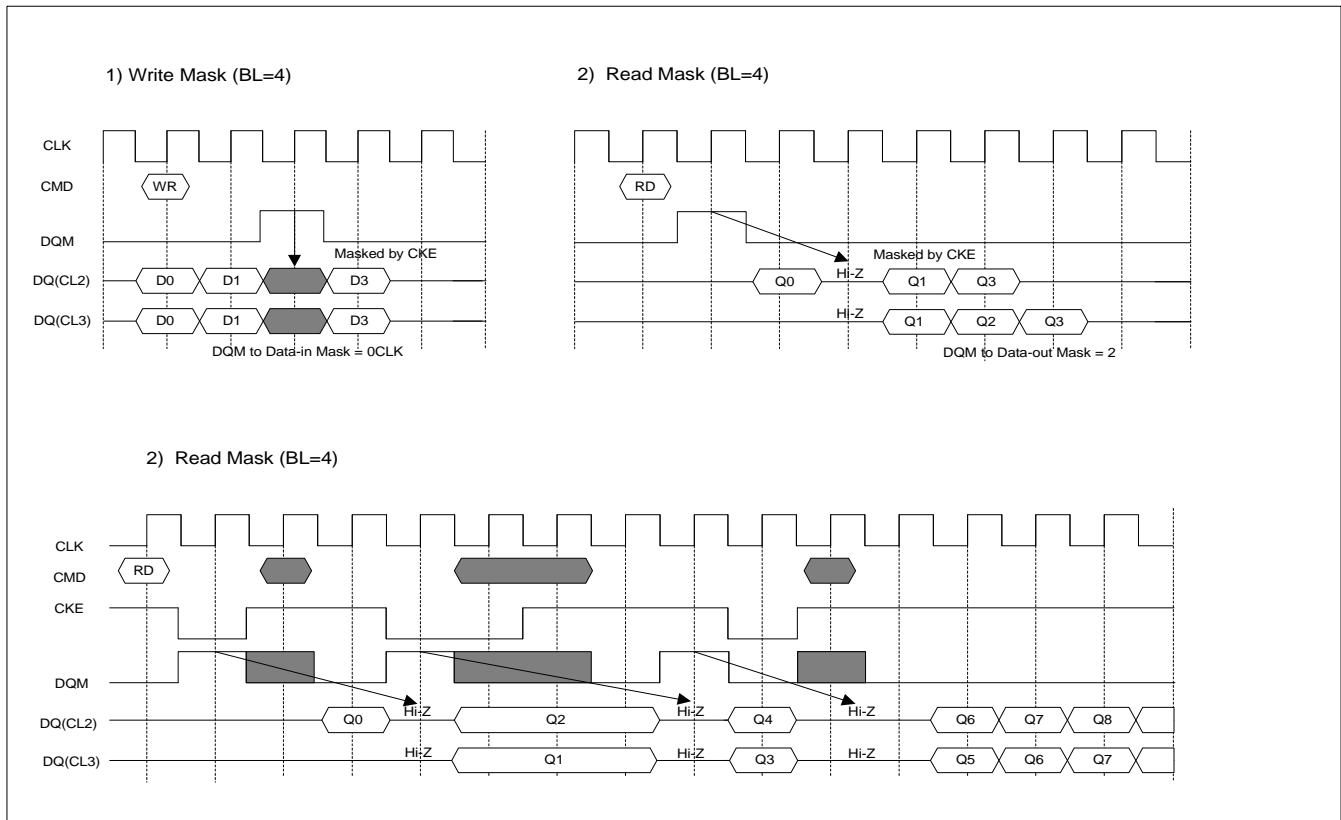 1) Write Mask (BL=4)
CLK
CMD
WR
DQM
Masked by CKE
DQ(CL2)
D0 D1 D3
DQ(CL3)
D0 D1 D3
DQM to Data-in Mask = 0CLK
2) Read Mask (BL=4)
RD
Masked by CKE
Q0 Hi-Z Q1 Q3
Hi-Z Q1 Q2 Q3
DQM to Data-out Mask = 2
2) Read Mask (BL=4)
CLK
CMD
RD
CKE
DQM
DQ(CL2)
Q0 Hi-Z Q2 Hi-Z Q4 Hi-Z Q6 Q7 Q8
DQ(CL3)
Hi-Z Q1 Hi-Z Q3 Hi-Z Q5 Q6 Q7